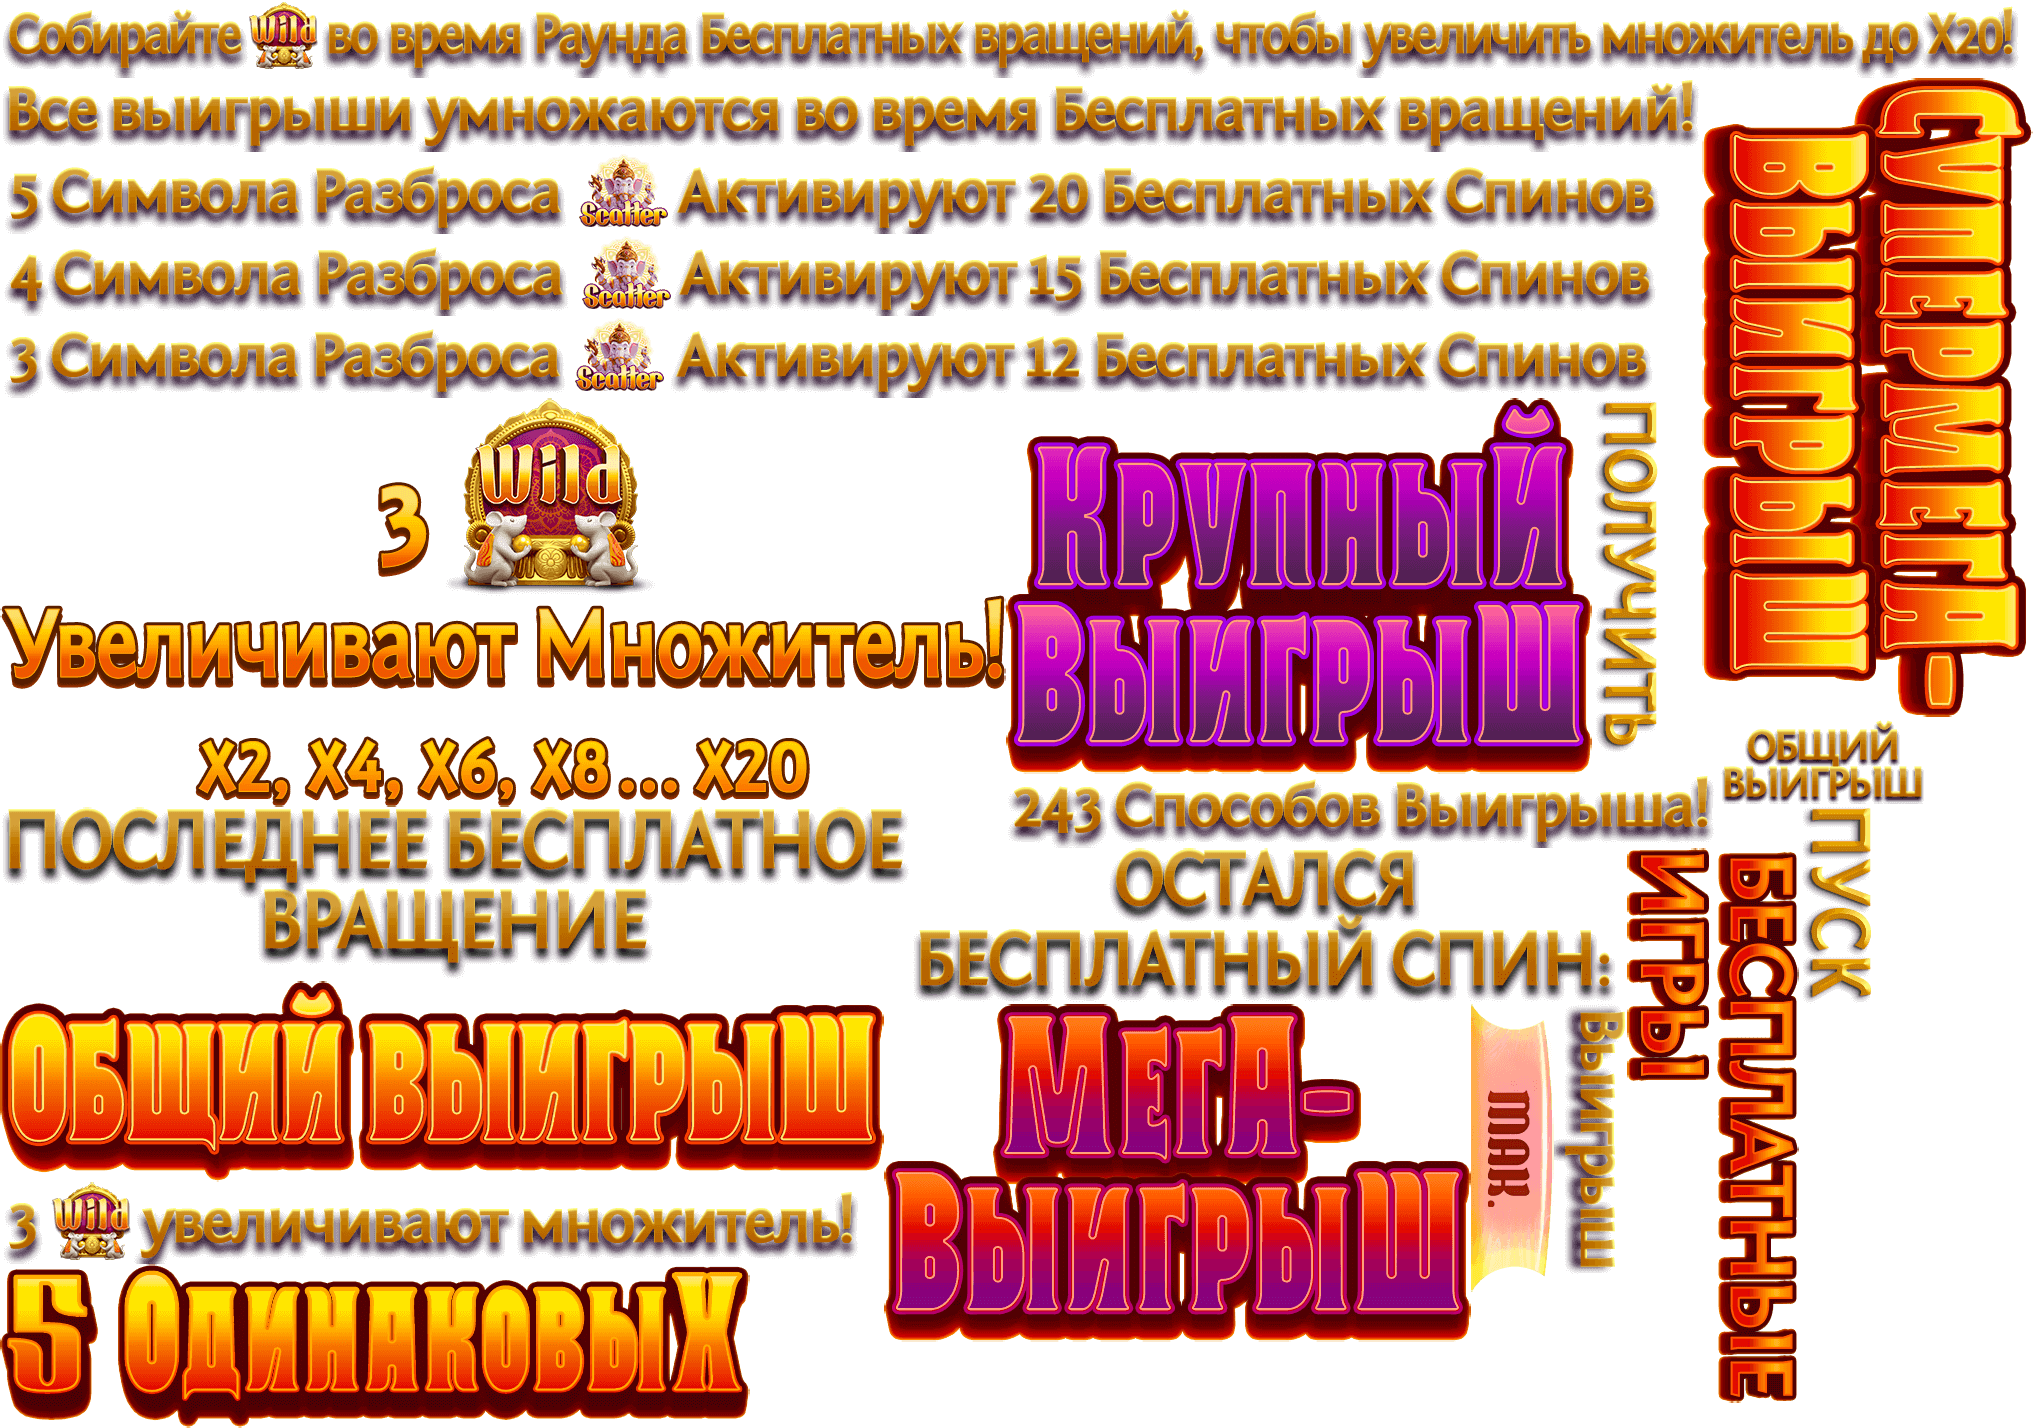 Собирайте Wild во время Раунда Бесплатных вращений, чтобы увеличить множитель до X20!
Все выигрыши умножаются во время Бесплатных вращений!
5 Символа Разброса Scatter Активируют 20 Бесплатных Спинов
4 Символа Разброса Scatter Активируют 15 Бесплатных Спинов
3 Символа Разброса Scatter Активируют 12 Бесплатных Спинов
СУПЕРМЕГА-
ВЫИГРЫШ
3 Wild
Увеличивают Множитель!
X2, X4, X6, X8... X20
КРУПНЫЙ
ВЫИГРЫШ
ПОЛУЧИТЬ
ОБЩИЙ
ВЫИГРЫШ
243 Способов Выигрыша!
ПОСЛЕДНЕЕ БЕСПЛАТНОЕ
ВРАЩЕНИЕ
ОСТАЛСЯ
БЕСПЛАТНЫЙ СПИН:
ПУСК
БЕСПЛАТНЫЕ
ИГРЫ
ОБЩИЙ ВЫИГРЫШ
МЕГА-
ВЫИГРЫШ
МАК.
Выигрыш
3 Wild увеличивают множитель!
5 ОДИНАКОВЫХ